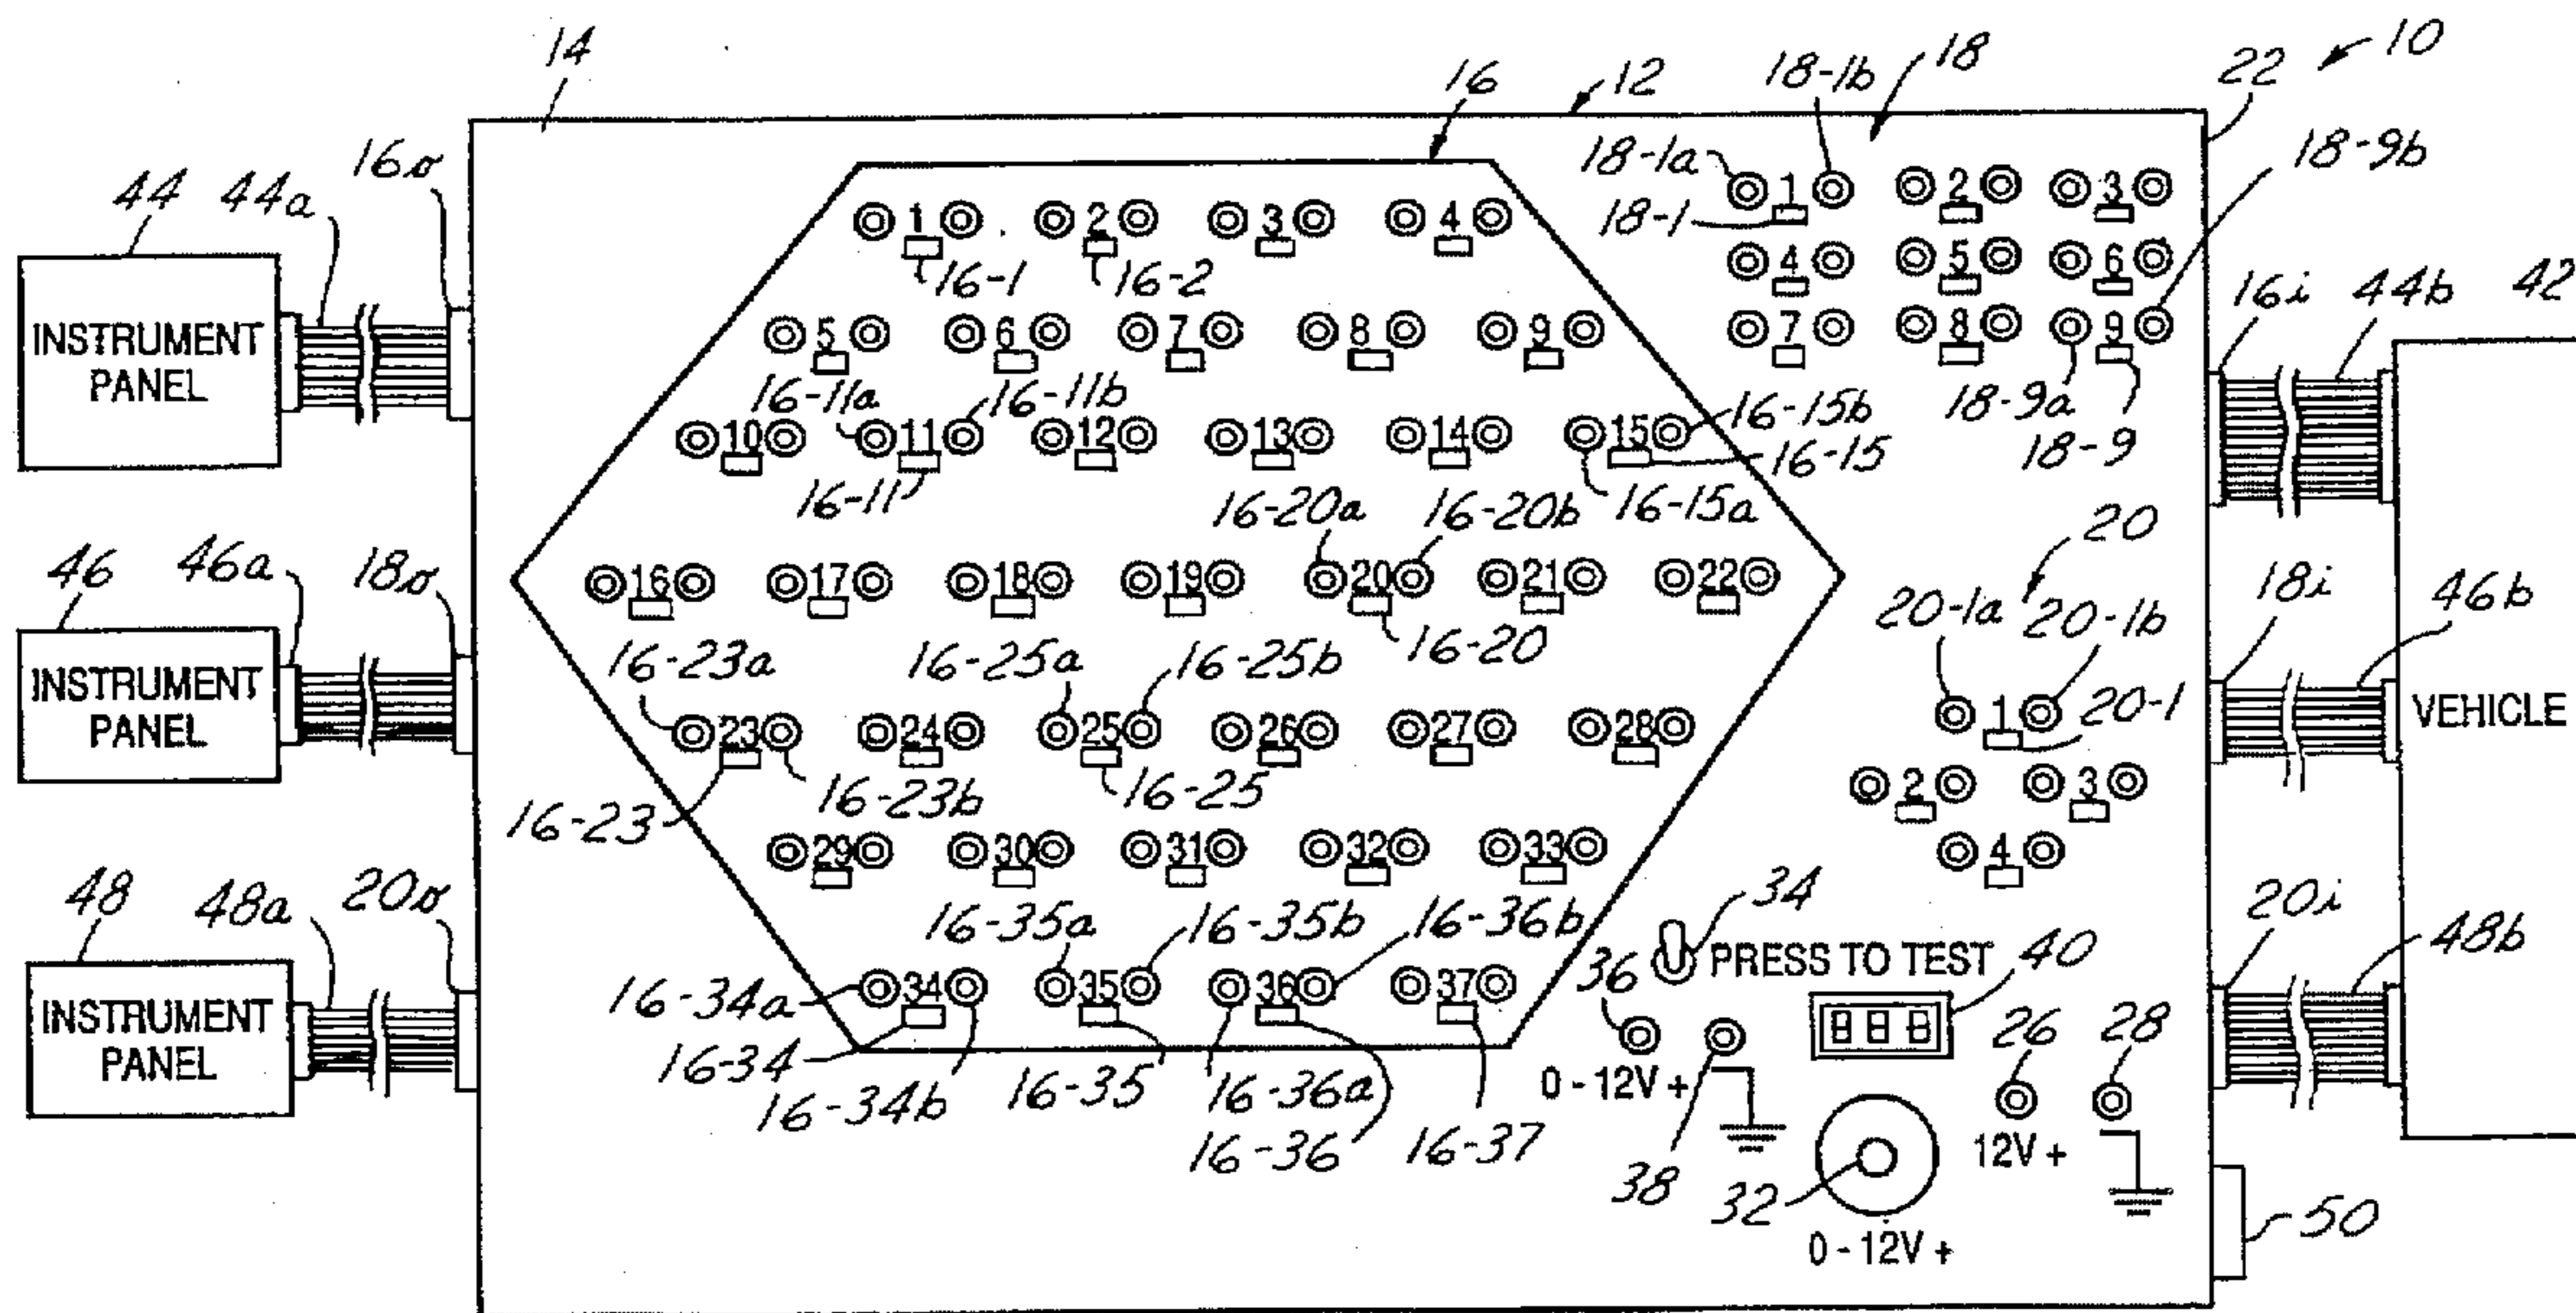 14
16
12
18-1b
18
22
10
18-1a
18-9b
44
44a
16o
1 2 3 4
18-1
1 2 3
16-1
16-2
4 5 6
16i
44b
42
INSTRUMENT
PANEL
5 6 7 8 9
7 8 9
16-11a
16-11b
16-15b
18-9a
10 11 12 13 14 15
18-9
16-11
16-15
16-15a
16-20a
16-20b
20
46
46a
18o
16 17 18 19 20 21 22
18i
46b
20-1a
20-1b
16-20
16-23a
16-25a
16-25b
INSTRUMENT
PANEL
23 24 25 26 27 28
1
20-1
VEHICLE
16-23
16-23b
16-25
2 3
29 30 31 32 33
4
48
48a
20o
16-35a
16-35b
16-36b
34
20i
48b
36
PRESS TO TEST
40
16-34a
34 35 36 37
INSTRUMENT
PANEL
888
26
28
16-34
16-34b
16-35
16-36a
16-36
16-37
0 - 12V +
38
32
12V +
50
0 - 12V +